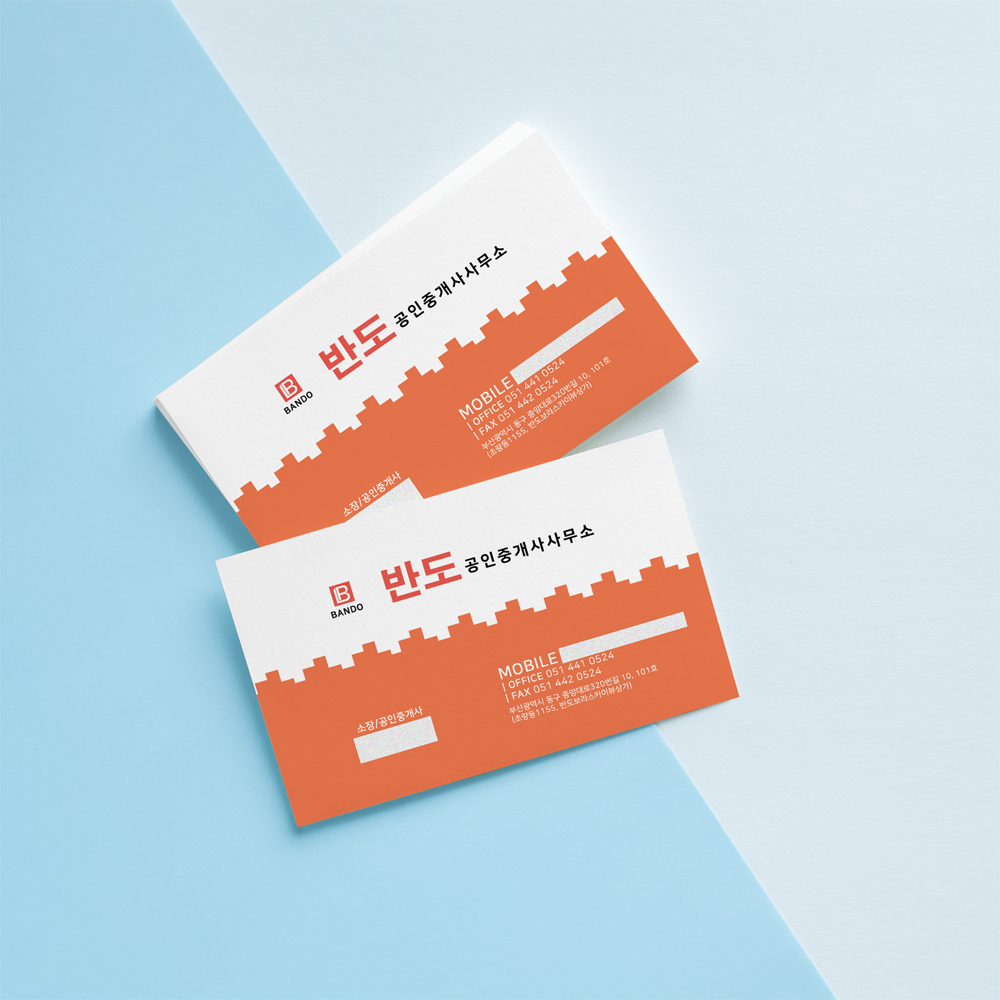 B
BANDO
반도 공인중개사사무소
MOBILE
| OFFICE 051 441 0524
| FAX 051 442 0524
부산광역시 동구 중앙대로320번길 10, 101호
(초량동1155, 반도보라스카이뷰상가)
소장/공인중개사
B
BANDO
반도 공인중개사사무소
MOBILE
| OFFICE 051 441 0524
| FAX 051 442 0524
부산광역시 동구 중앙대로320번길 10, 101호
(초량동1155, 반도보라스카이뷰상가)
소장/공인중개사